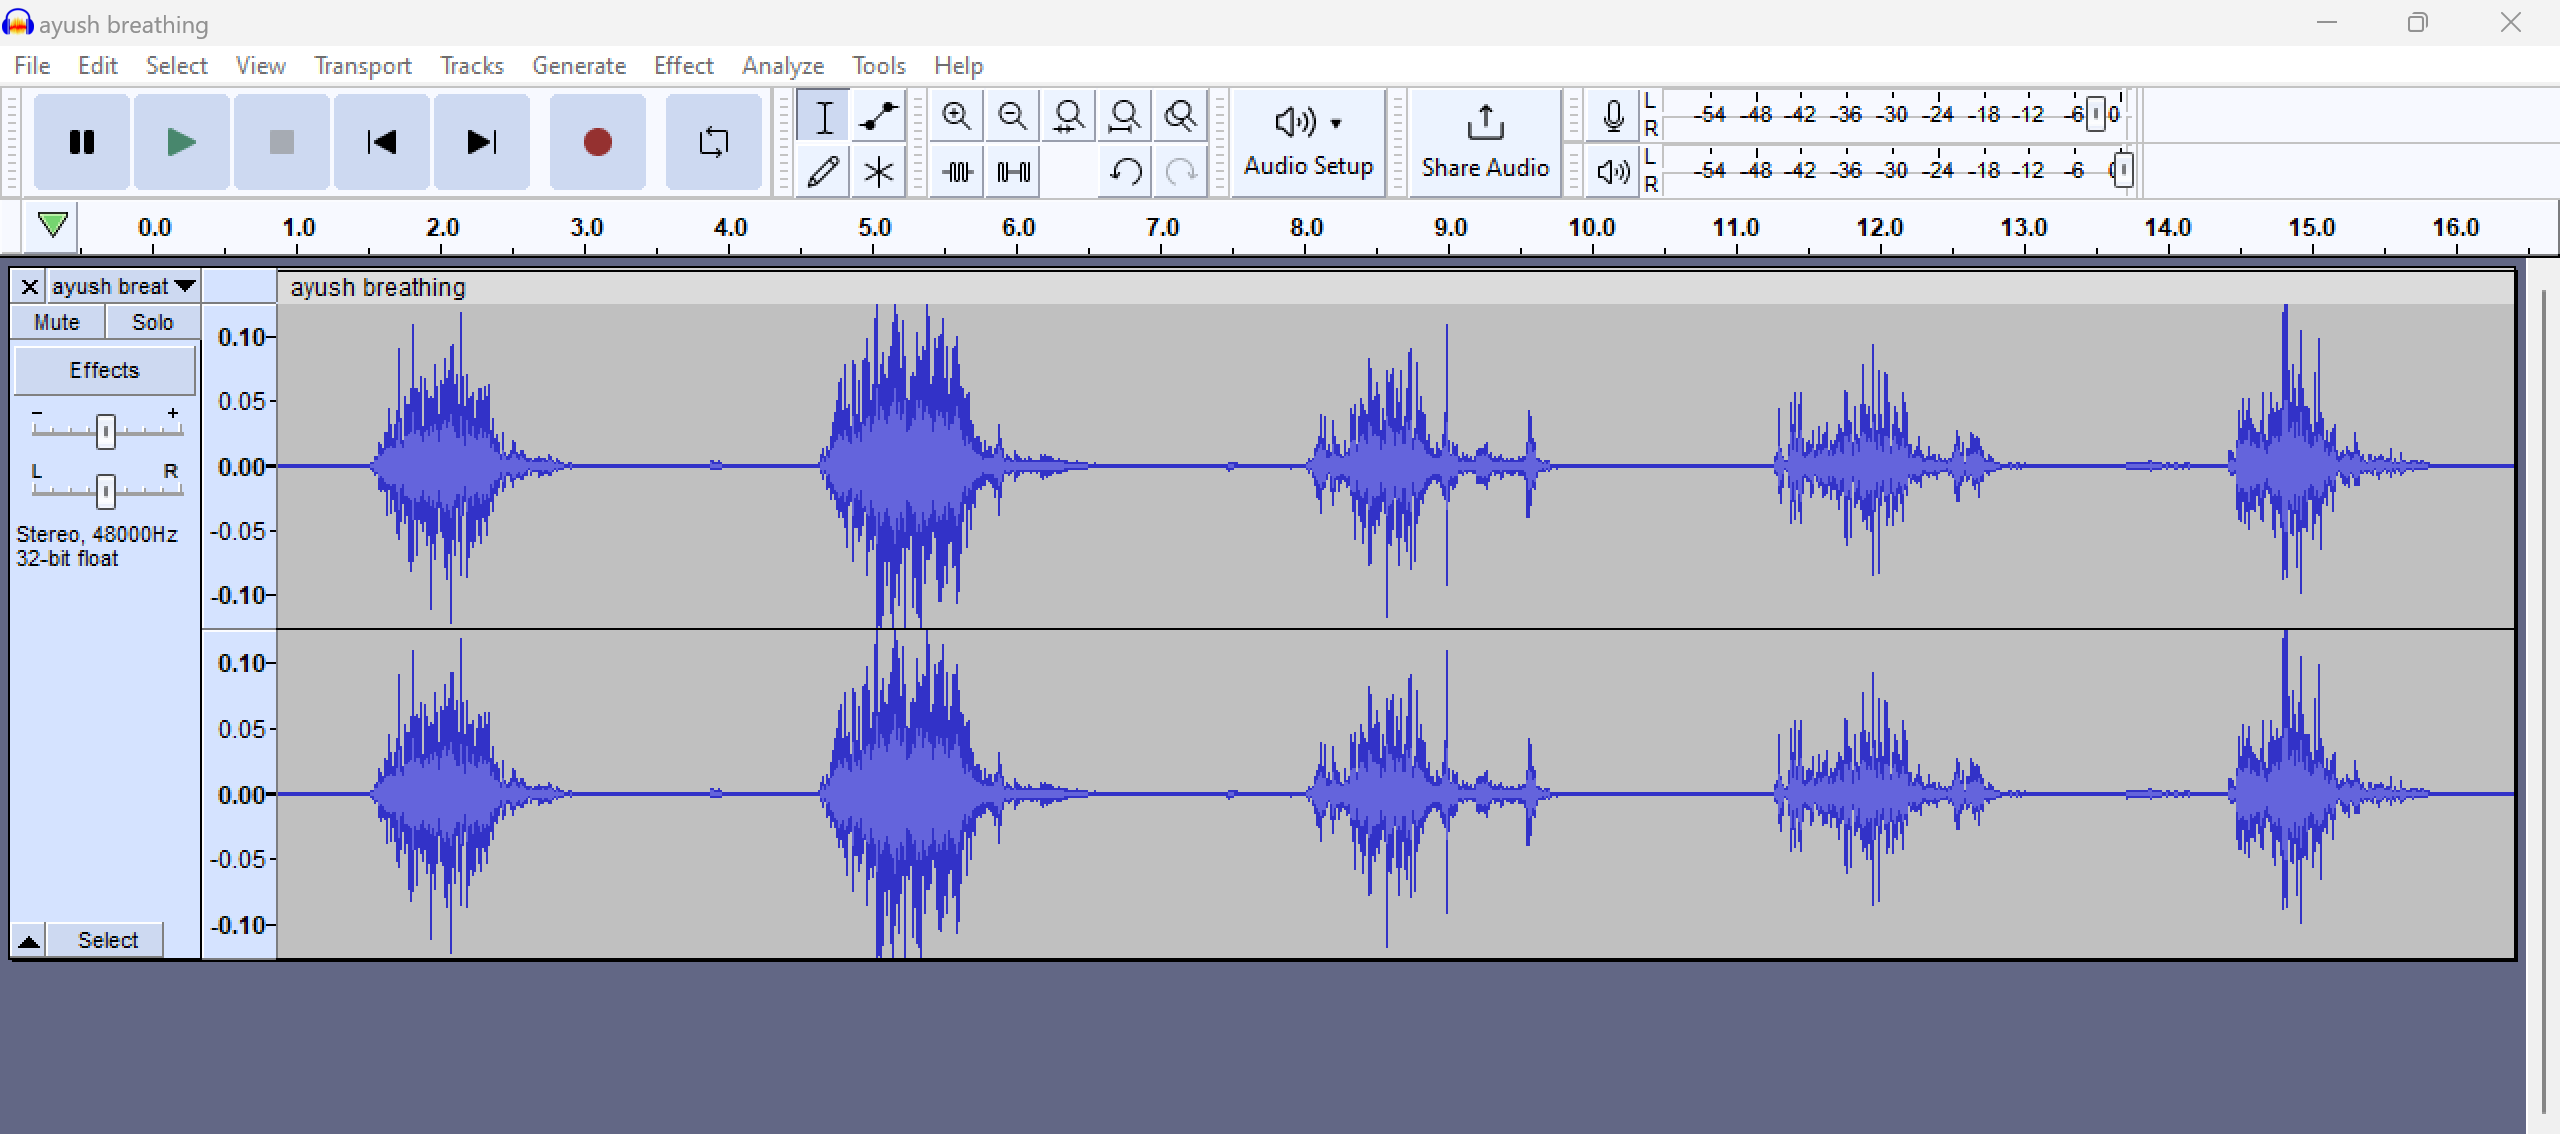 ayush breathing
File Edit Select View Transport Tracks Generate Effect Analyze Tools Help
L -54 -48 -42 -36 -30 -24 -18 -12 -6 0
R
Audio Setup Share Audio
L -54 -48 -42 -36 -30 -24 -18 -12 -6
R
0.0 1.0 2.0 3.0 4.0 5.0 6.0 7.0 8.0 9.0 10.0 11.0 12.0 13.0 14.0 15.0 16.0
ayush breat ayush breathing
Mute Solo
Effects
- +
L R
Stereo, 48000Hz
32-bit float
Select
0.10
0.05
0.00
-0.05
-0.10
0.10
0.05
0.00
-0.05
-0.10